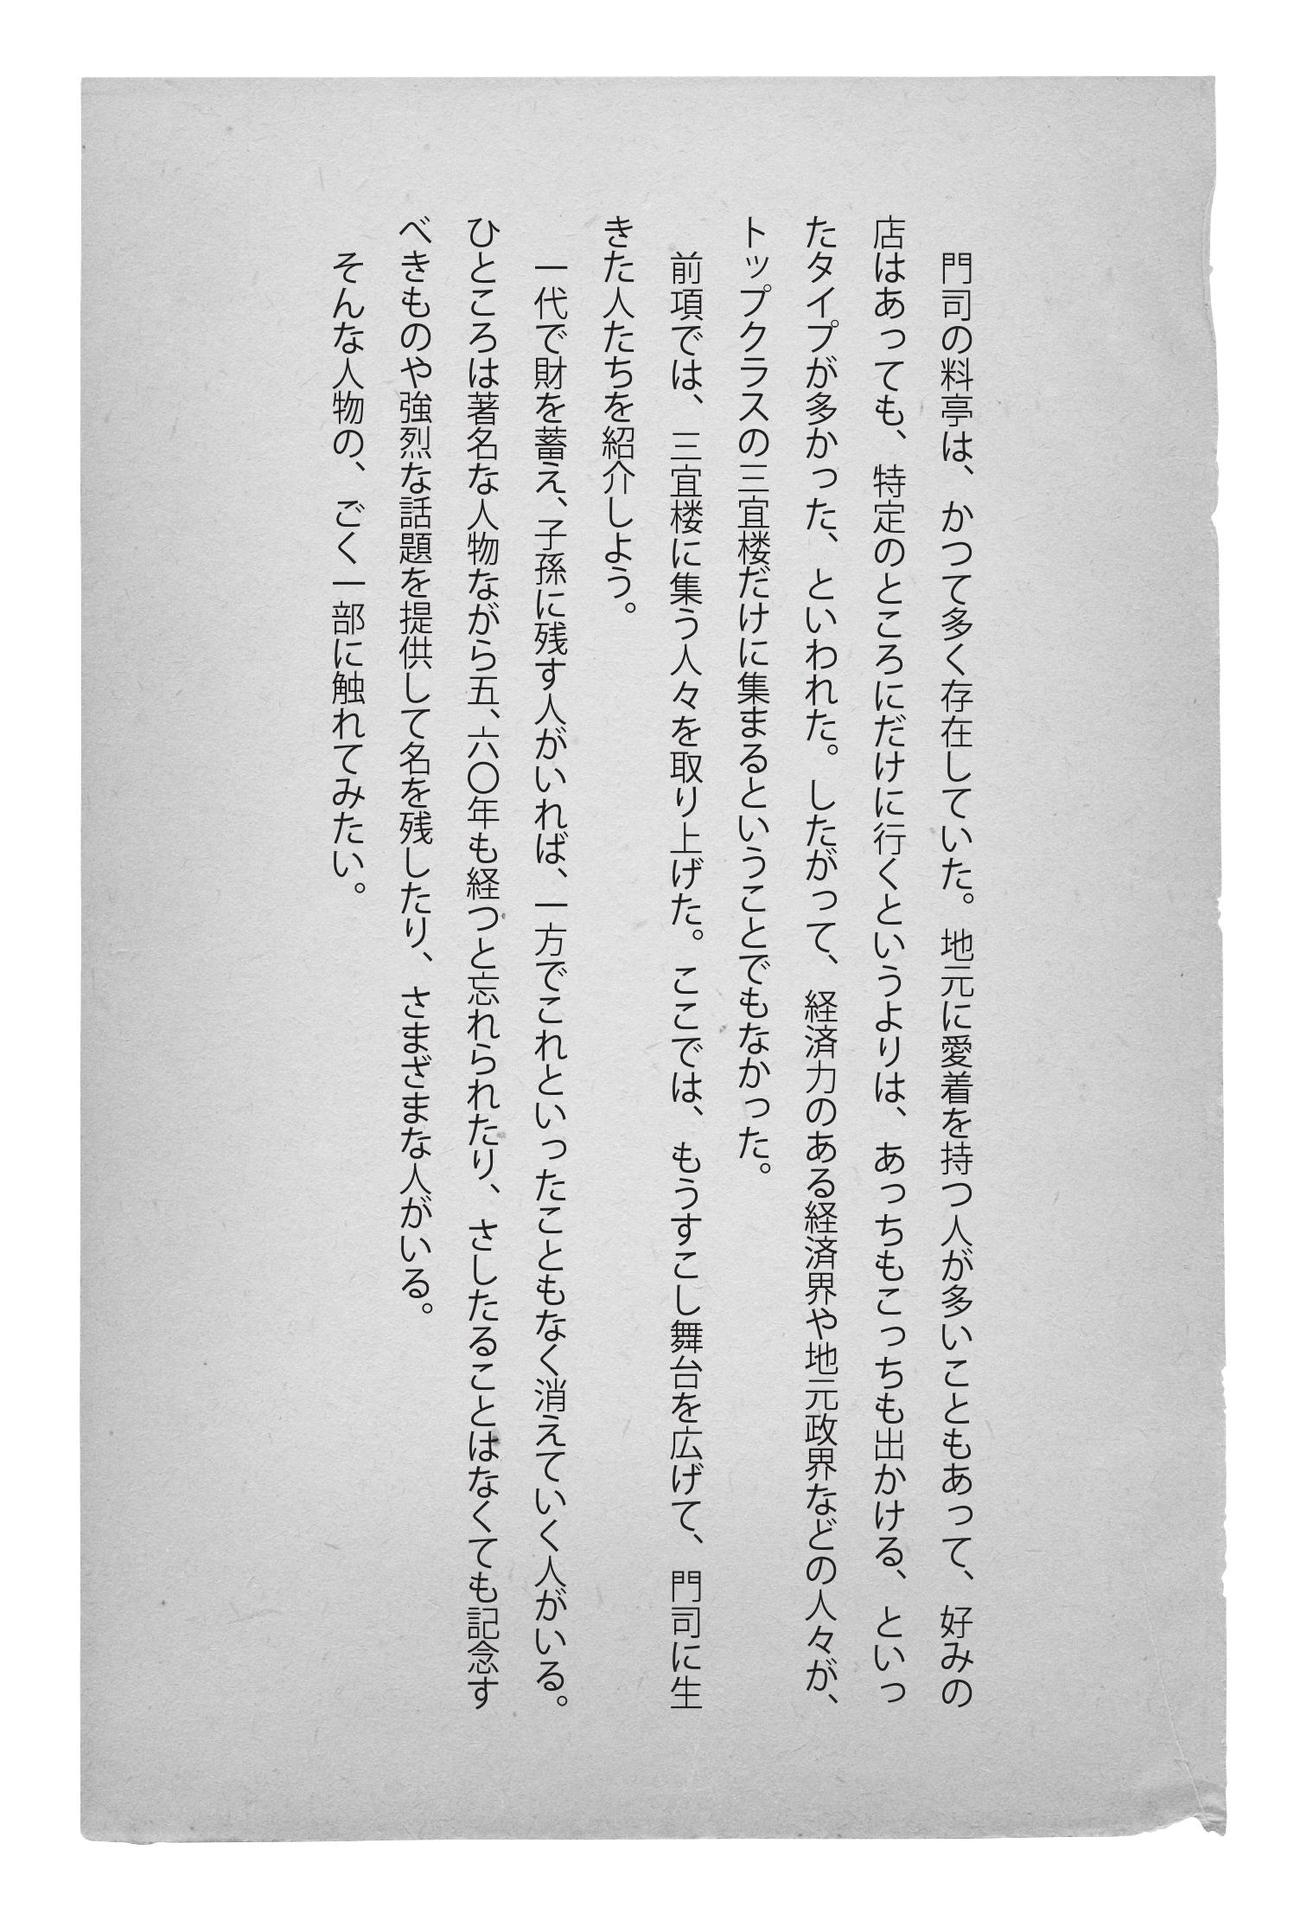 門司の料亭は、かつて多く存在していた。地元に愛着を持つ人が多いこともあって、好みの
店はあっても、特定のところにだけに行くというよりは、あっちもこっちも出かける、といっ
たタイプが多かった、といわれた。したがって、経済力のある経済界や地元政界などの人々が、
トップクラスの三宜楼だけに集まるということでもなかった。
前項では、三宜楼に集う人々を取り上げた。ここでは、もうすこし舞台を広げて、門司に生
きた人たちを紹介しよう。
一代で財を蓄え、子孫に残す人がいれば、一方でこれといったこともなく消えていく人がいる。
ひところは著名な人物ながら五、六〇年も経つと忘れられたり、さしたることはなくても記念す
べきものや強烈な話題を提供して名を残したり、さまざまな人がいる。
そんな人物の、ごく一部に触れてみたい。